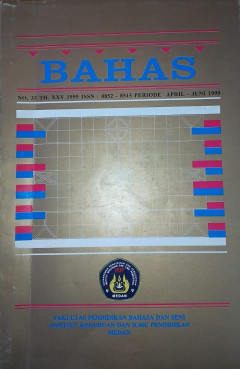 BAHAS
NO. 22 TH. XXV 1999 ISSN : 0852 - 8515 PERIODE APRIL - JUNI 1999
MEDAN
FAKULTAS PENDIDIKAN BAHASA DAN SENI
INSTITUT KEGURUAN DAN ILMU PENDIDIKAN
MEDAN